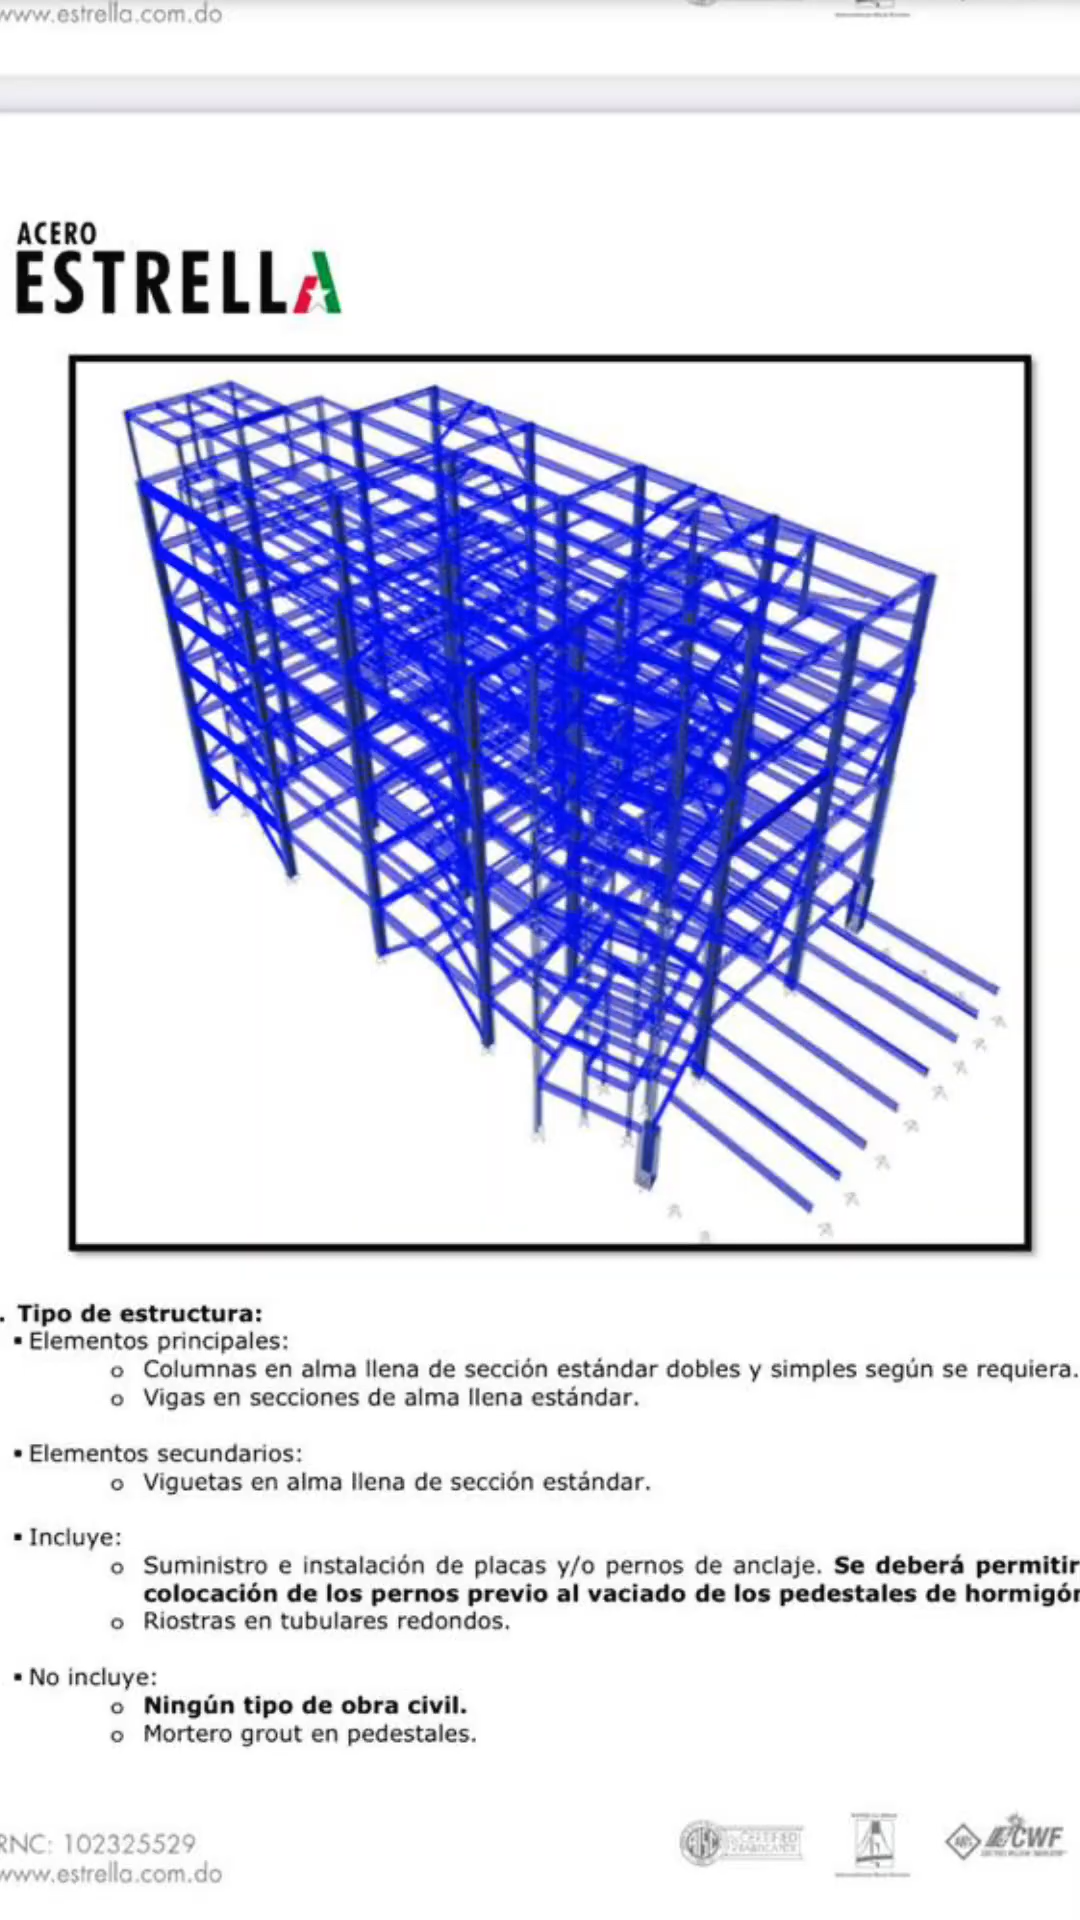 www.estrella.com.do
ACERO
ESTRELLA
. Tipo de estructura:
▪ Elementos principales:
o Columnas en alma llena de sección estándar dobles y simples según se requiera.
o Vigas en secciones de alma llena estándar.
▪ Elementos secundarios:
o Viguetas en alma llena de sección estándar.
▪ Incluye:
o Suministro e instalación de placas y/o pernos de anclaje. Se deberá permitir
colocación de los pernos previo al vaciado de los pedestales de hormigón
o Riostras en tubulares redondos.
▪ No incluye:
o Ningún tipo de obra civil.
o Mortero grout en pedestales.
RNC: 102325529
www.estrella.com.do
AISC CERTIFIED
FABRICATOR
CWF